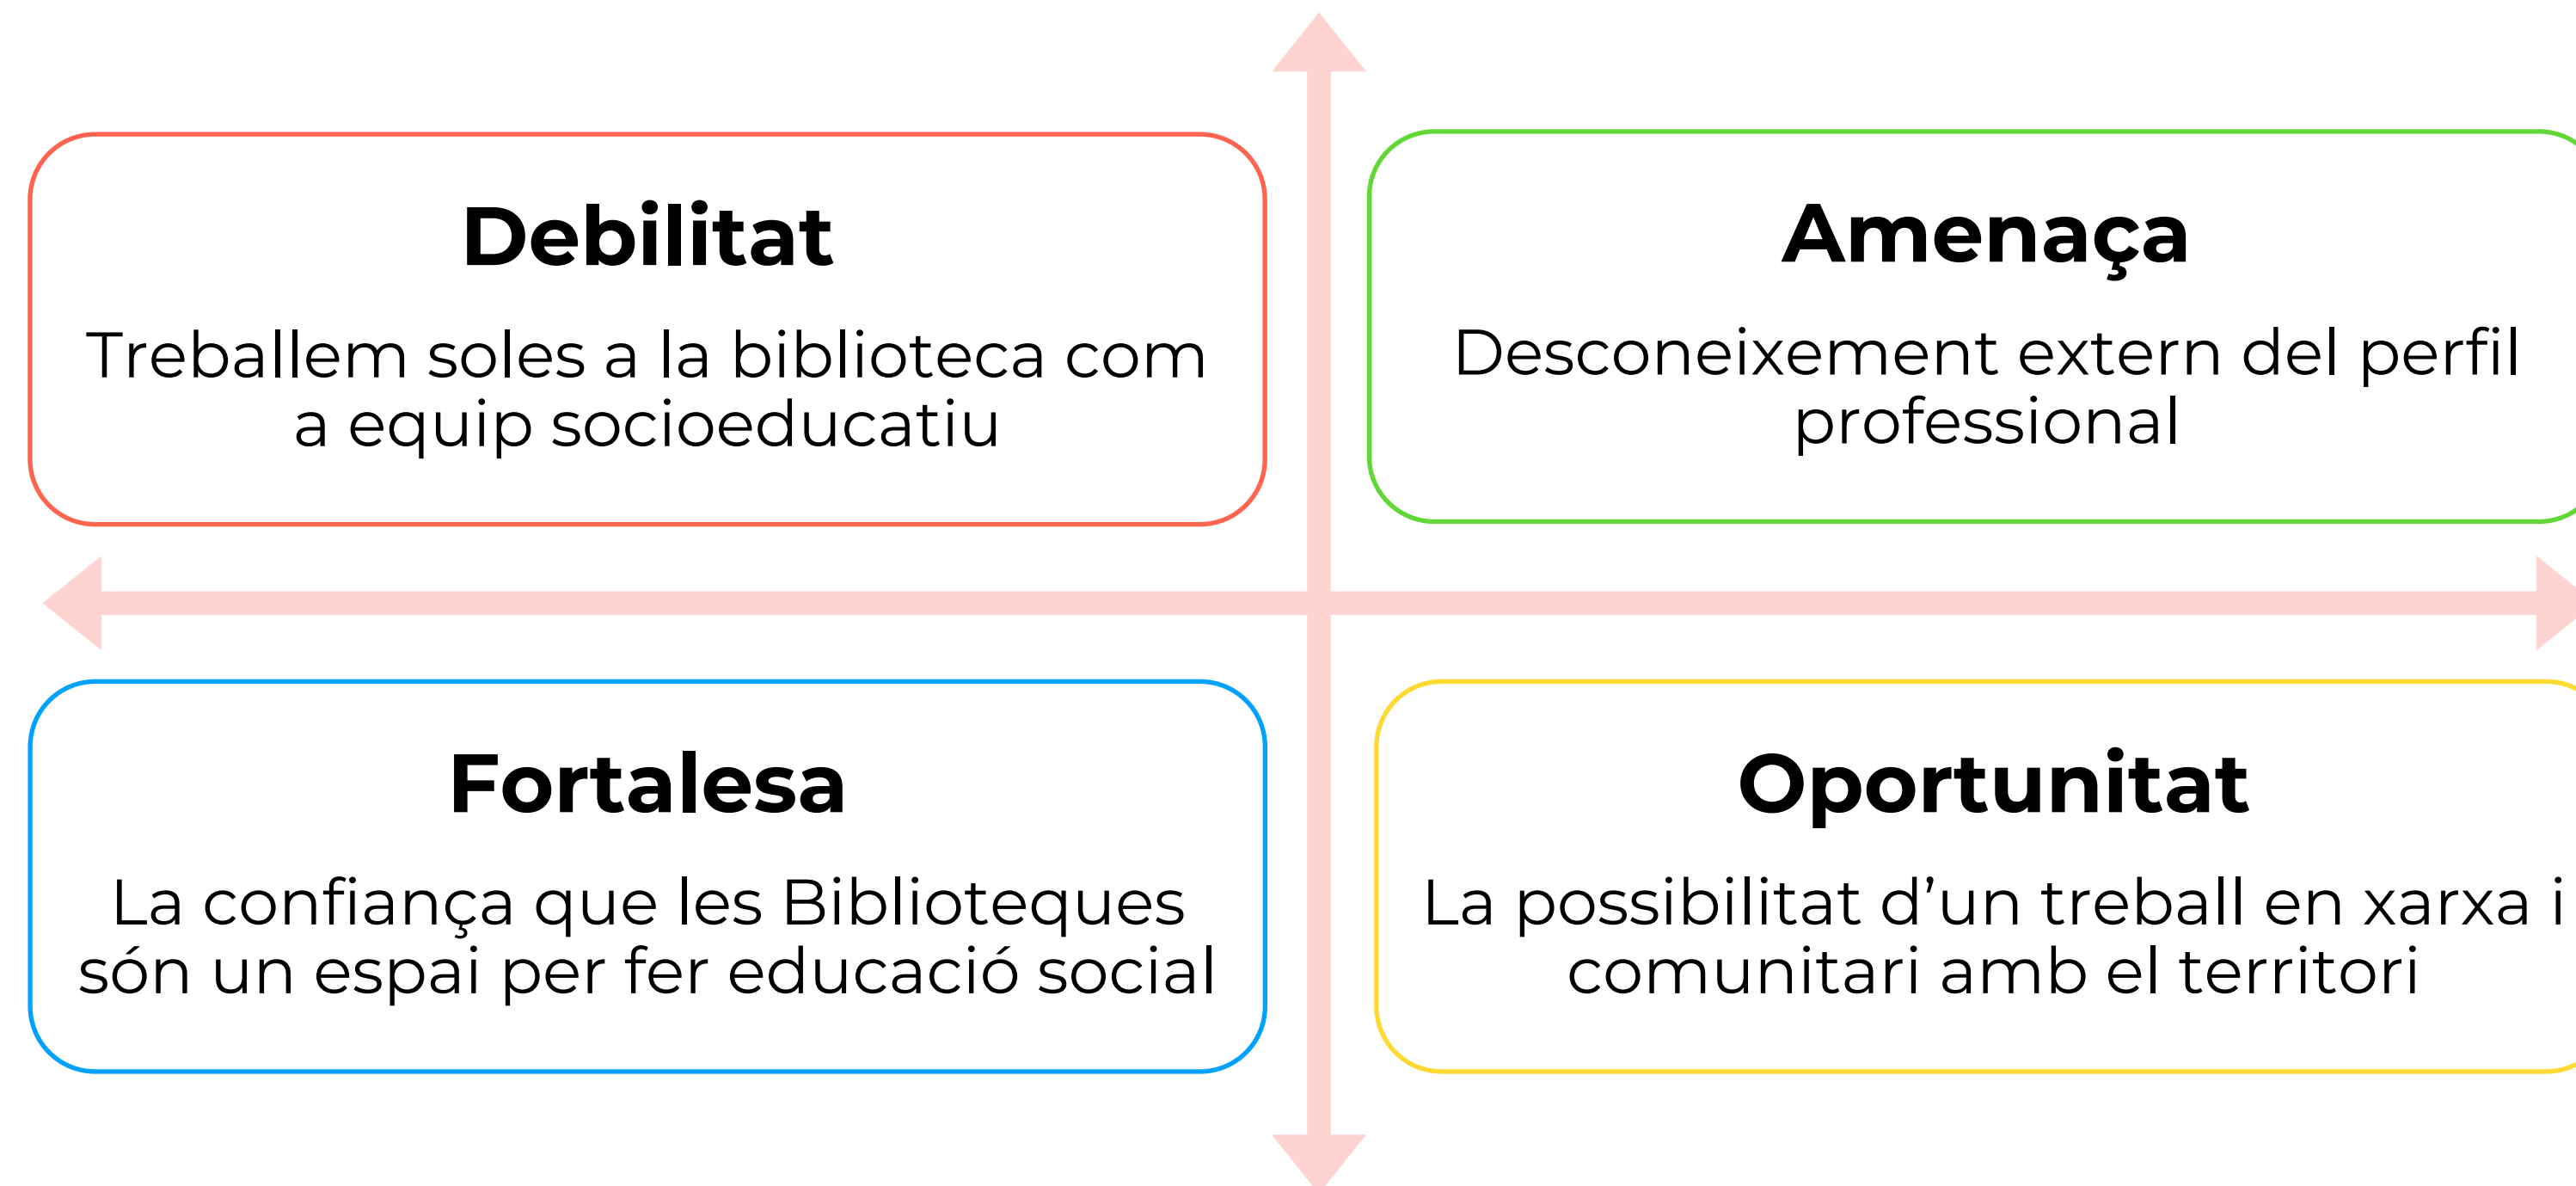 Debilitat
Treballem soles a la biblioteca com
a equip socioeducatiu
Amenaça
Desconeixement extern del perfil
professional
Fortalesa
La confiança que les Biblioteques
són un espai per fer educació social
Oportunitat
La possibilitat d’un treball en xarxa i
comunitari amb el territori